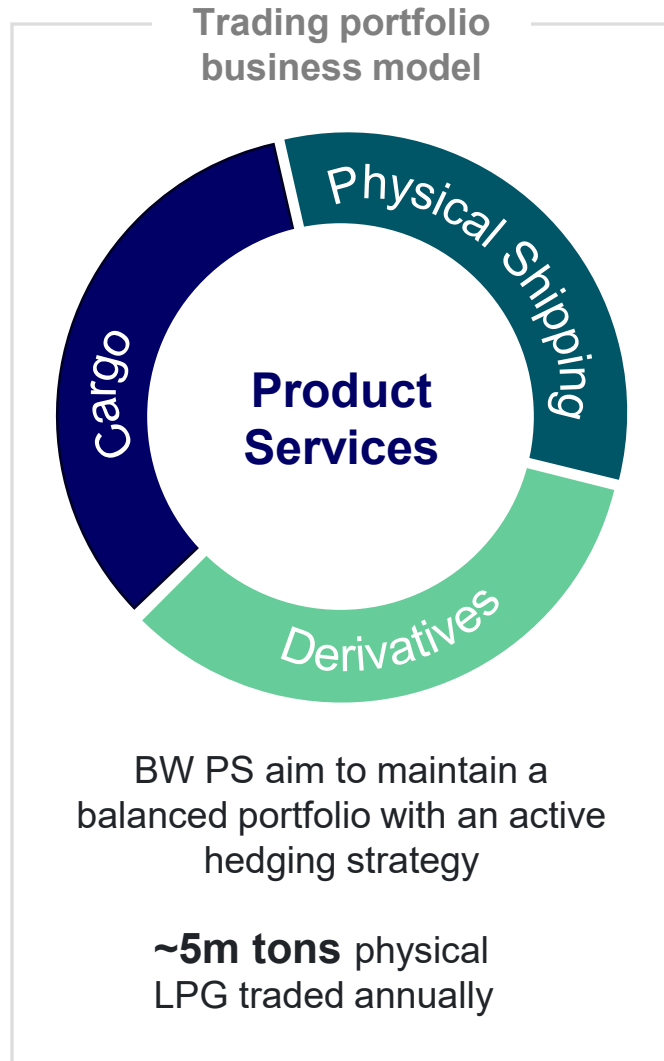 Trading portfolio
business model
Physical Shipping
Cargo
Product
Services
Derivatives
BW PS aim to maintain a
balanced portfolio with an active
hedging strategy
~5m tons physical
LPG traded annually